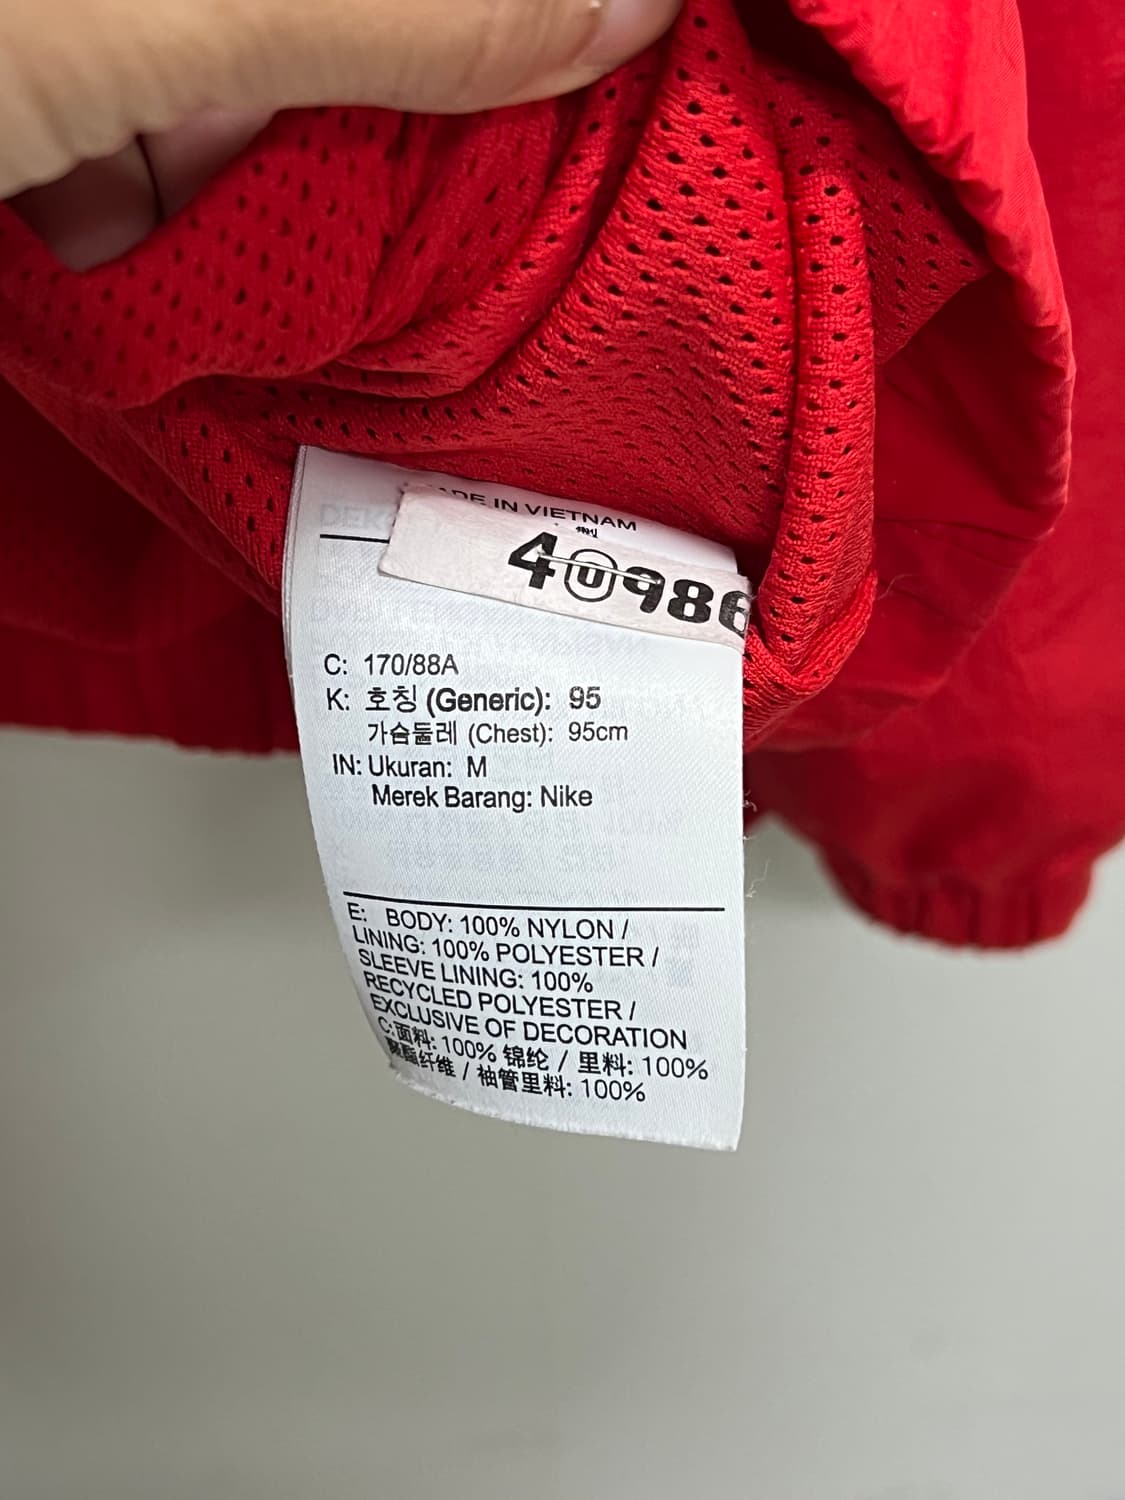 MADE IN VIETNAM
40986
C: 170/88A
K: 호칭 (Generic): 95
가슴둘레 (Chest): 95cm
IN: Ukuran: M
Merek Barang: Nike
E: BODY: 100% NYLON /
LINING: 100% POLYESTER /
SLEEVE LINING: 100%
RECYCLED POLYESTER /
EXCLUSIVE OF DECORATION
C:面料: 100% 锦纶 / 里料: 100%
聚酯纤维 / 袖管里料: 100%